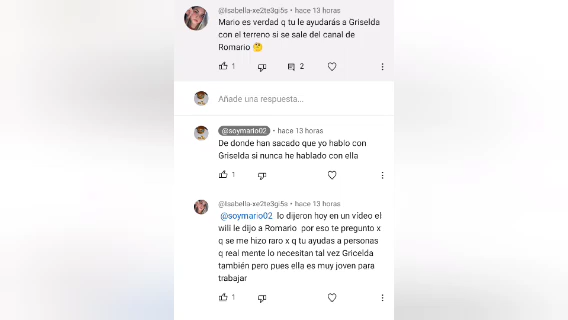 @Isabella-xe2te3gi5s • hace 13 horas
Mario es verdad q tu le ayudarás a Griselda
con el terreno si se sale del canal de
Romario 🤔
1 2
Añade una respuesta...
@soymario02 • hace 13 horas
De donde han sacado que yo hablo con
Griselda si nunca he hablado con ella
1
@Isabella-xe2te3gi5s • hace 13 horas
@soymario02 lo dijeron hoy en un vídeo el
will le dijo a Romario por eso te pregunto x
q se me hizo raro x q tu ayudas a personas
q real mente lo necesitan tal vez Gricelda
también pero pues ella es muy joven para
trabajar
1